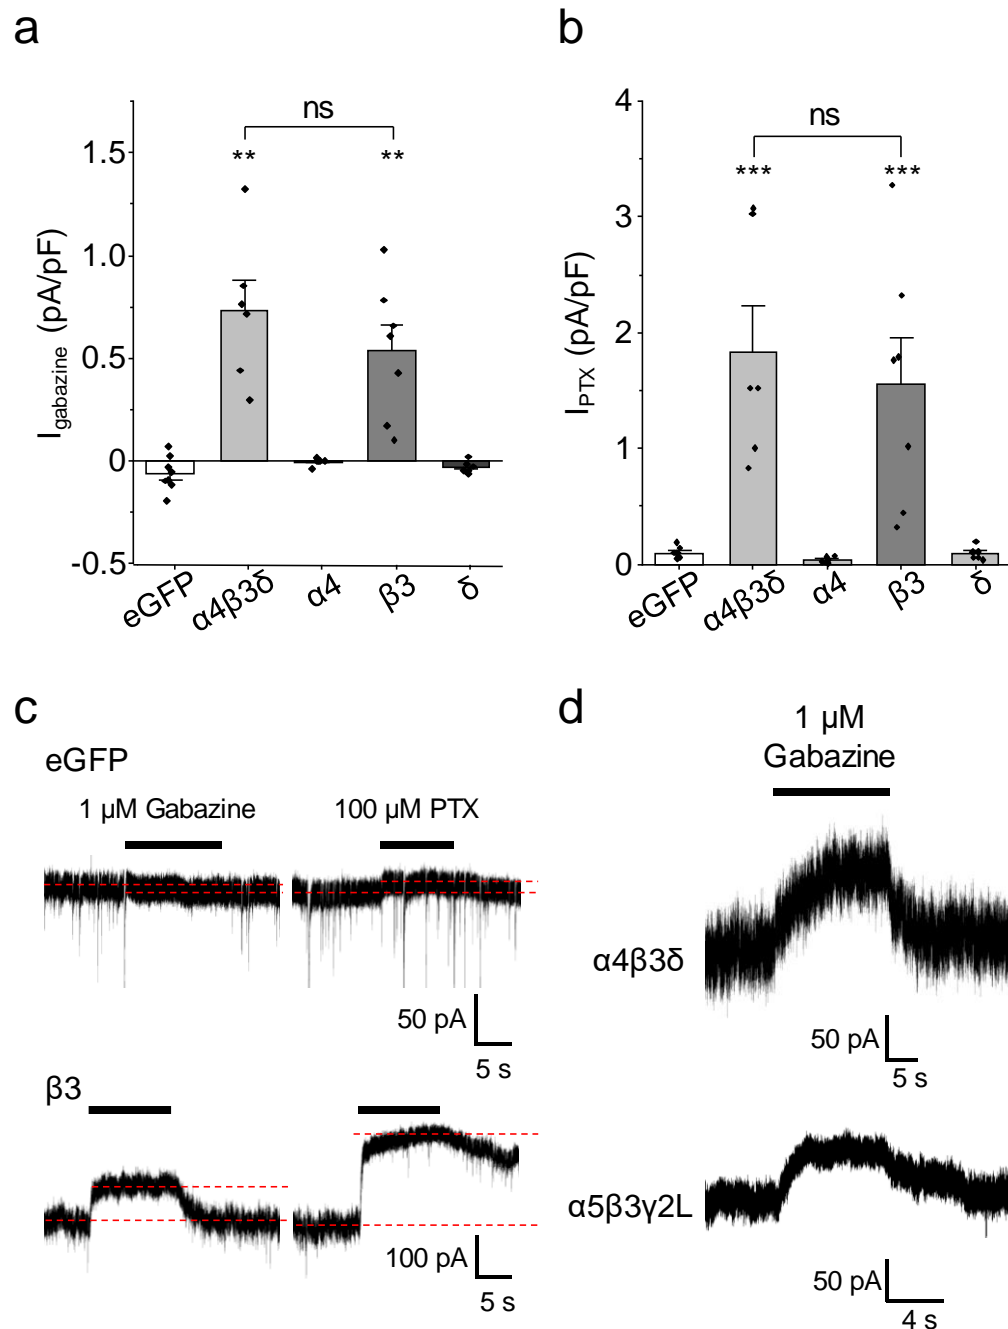 a
b
ns
** **
1.5
1.0
0.5
0
-0.5
Igabazine (pA/pF)
eGFP α4β3δ α4 β3 δ
4
3
2
1
0
ns
*** ***
IPTX (pA/pF)
eGFP α4β3δ α4 β3 δ
c
eGFP
1 µM Gabazine 100 µM PTX
50 pA
5 s
β3
100 pA
5 s
d
1 µM
Gabazine
α4β3δ
50 pA
5 s
α5β3γ2L
50 pA
4 s